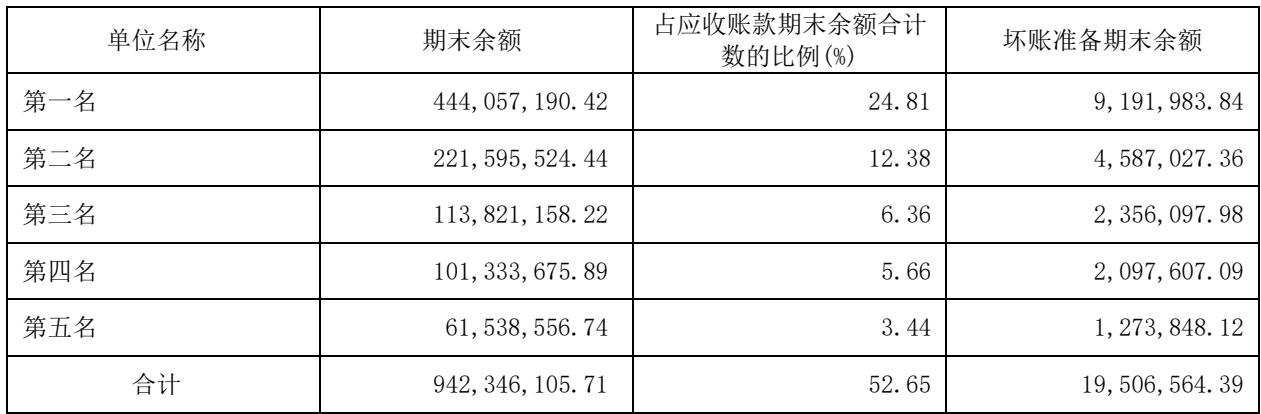 单位名称 期末余额 占应收账款期末余额合计数的比例(%) 坏账准备期末余额
第一名 444,057,190.42 24.81 9,191,983.84
第二名 221,595,524.44 12.38 4,587,027.36
第三名 113,821,158.22 6.36 2,356,097.98
第四名 101,333,675.89 5.66 2,097,607.09
第五名 61,538,556.74 3.44 1,273,848.12
合计 942,346,105.71 52.65 19,506,564.39